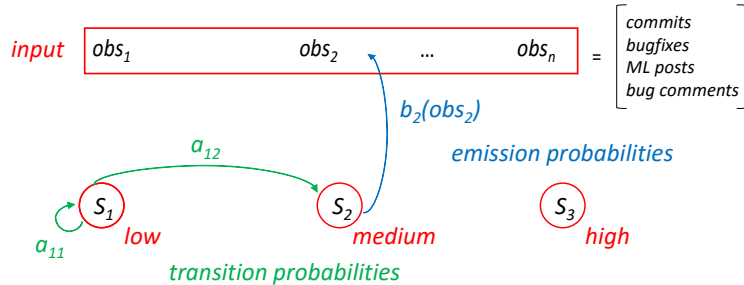 input obs1 obs2 ... obsn = commits
bugfixes
ML posts
bug comments
b2(obs2)
a12
emission probabilities
S1 S2 S3
low medium high
a11
transition probabilities